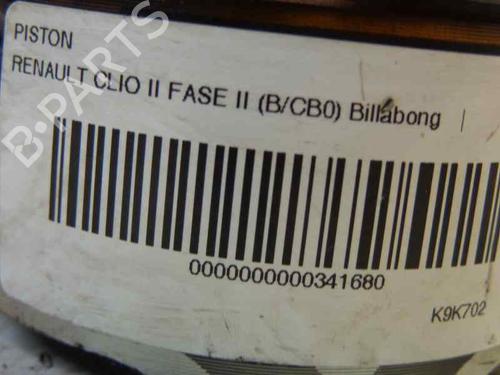 PISTON
RENAULT CLIO II FASE II (B/CB0) Billabong |
0000000000341680
K9K702
B-PARTS